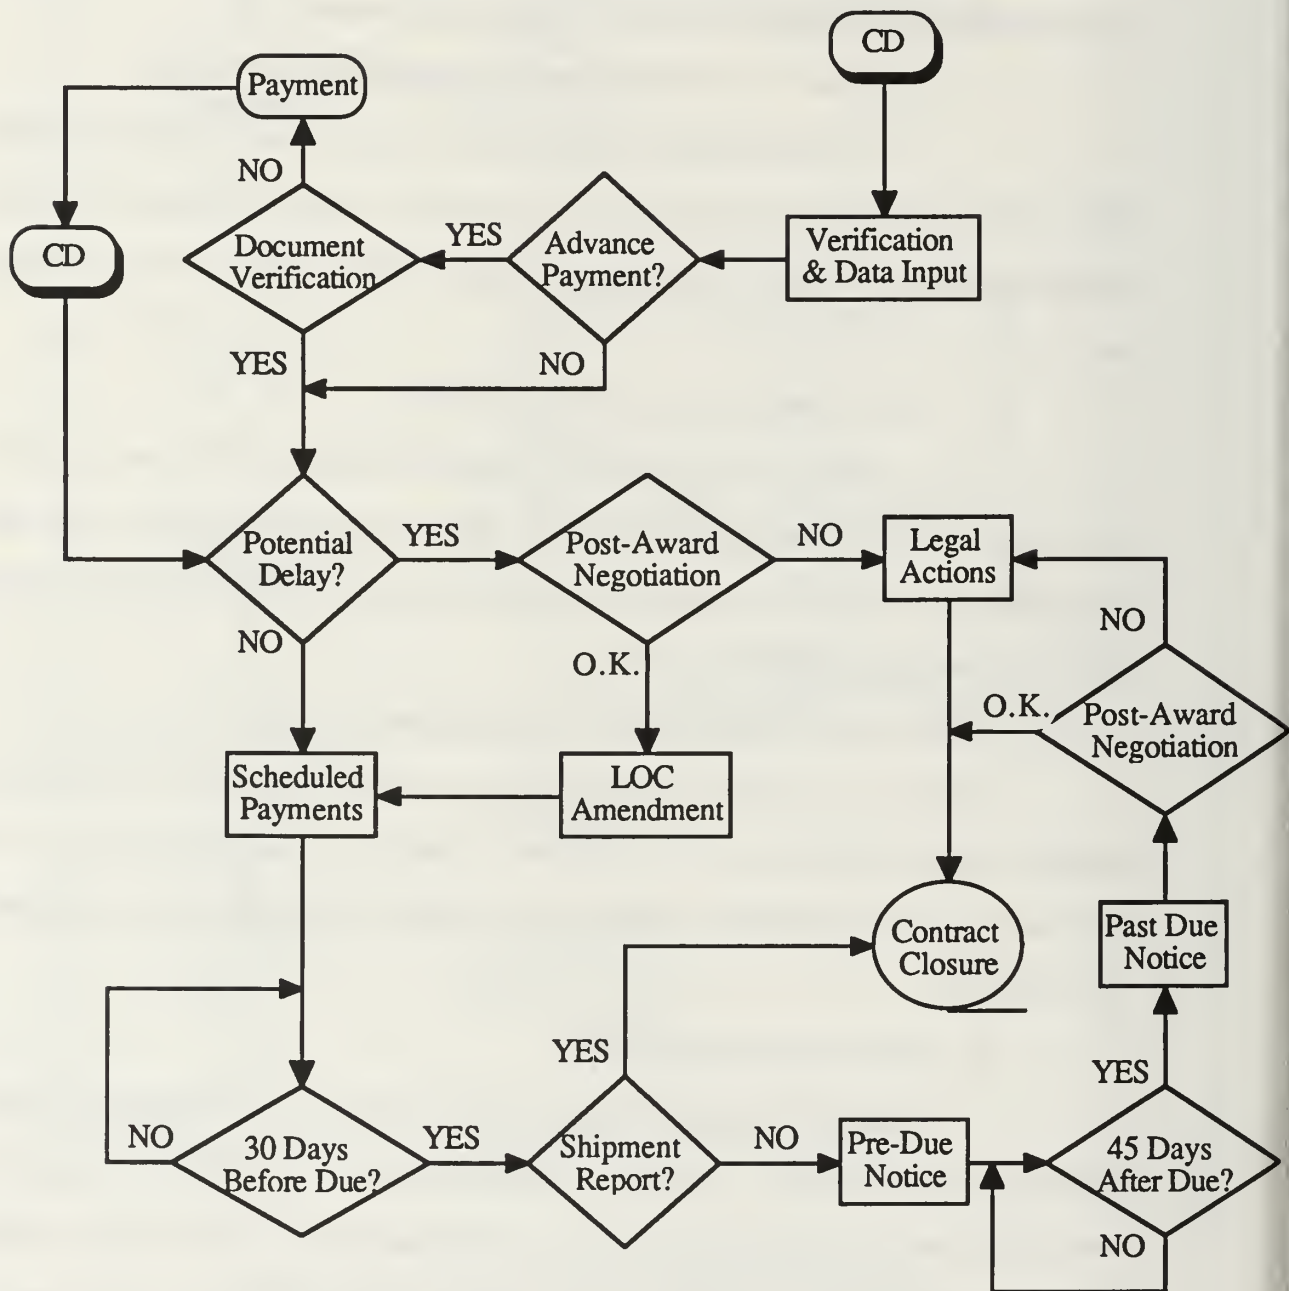 CD
Payment
NO
CD
Document
Verification
YES
Advance
Payment?
Verification
& Data Input
YES
NO
Potential
Delay?
YES
Post-Award
Negotiation
NO
Legal
Actions
NO
NO
O.K.
O.K.
Post-Award
Negotiation
Scheduled
Payments
LOC
Amendment
Contract
Closure
Past Due
Notice
YES
YES
NO
30 Days
Before Due?
YES
Shipment
Report?
NO
Pre-Due
Notice
45 Days
After Due?
NO